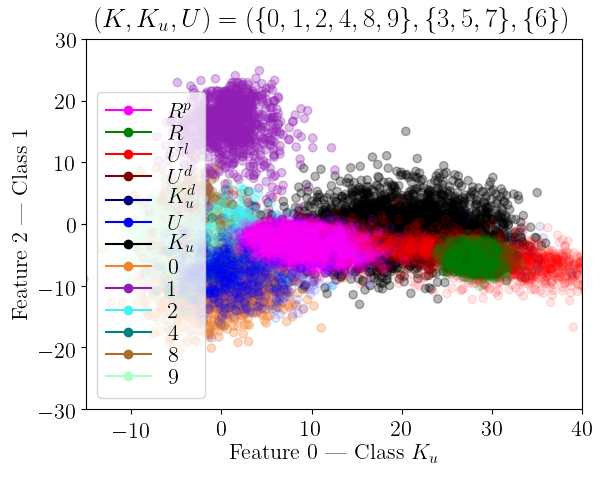 (K, K_u, U) = ({0, 1, 2, 4, 8, 9}, {3, 5, 7}, {6})
30
20
10
0
−10
−20
−30
Feature 2 — Class 1
R^p
R
U^l
U^d
K_u^d
U
K_u
0
1
2
4
8
9
−10 0 10 20 30 40
Feature 0 — Class K_u